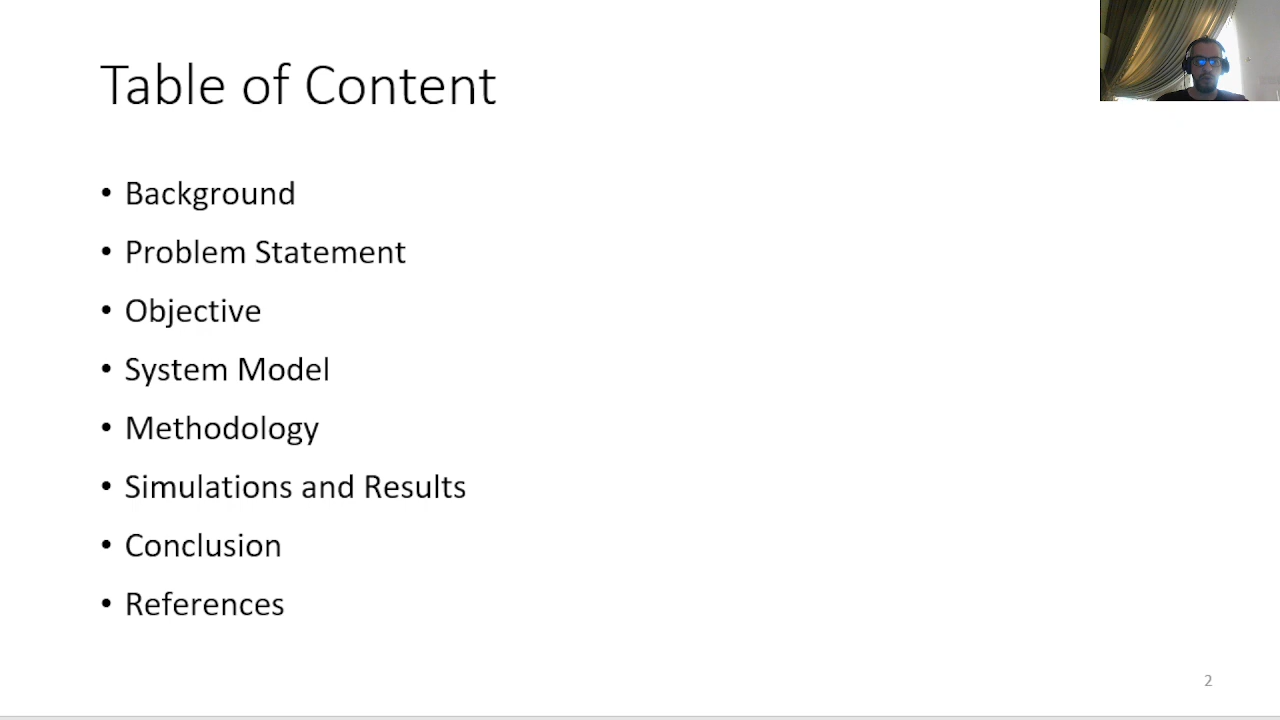 Table of Content
• Background
• Problem Statement
• Objective
• System Model
• Methodology
• Simulations and Results
• Conclusion
• References
2